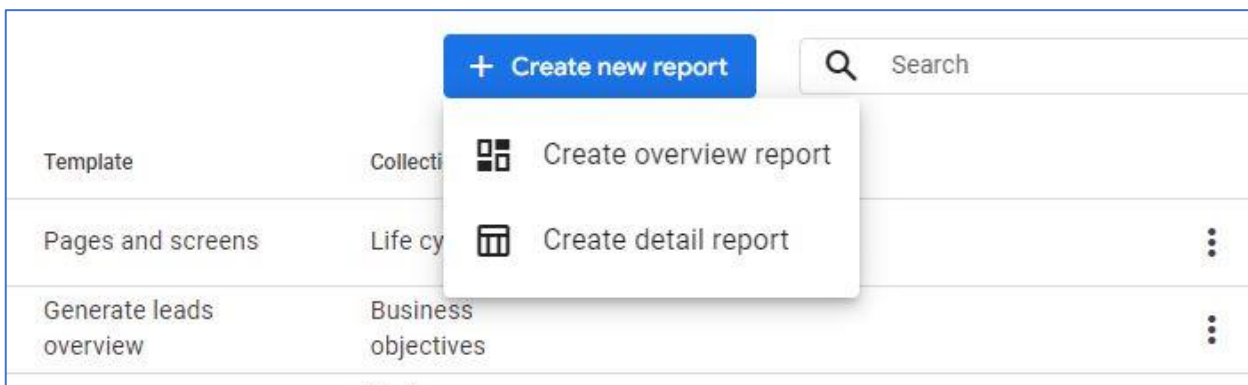 + Create new report
Search
Create overview report
Template
Collecti
Create detail report
Pages and screens
Life cy
Generate leads
overview
Business
objectives